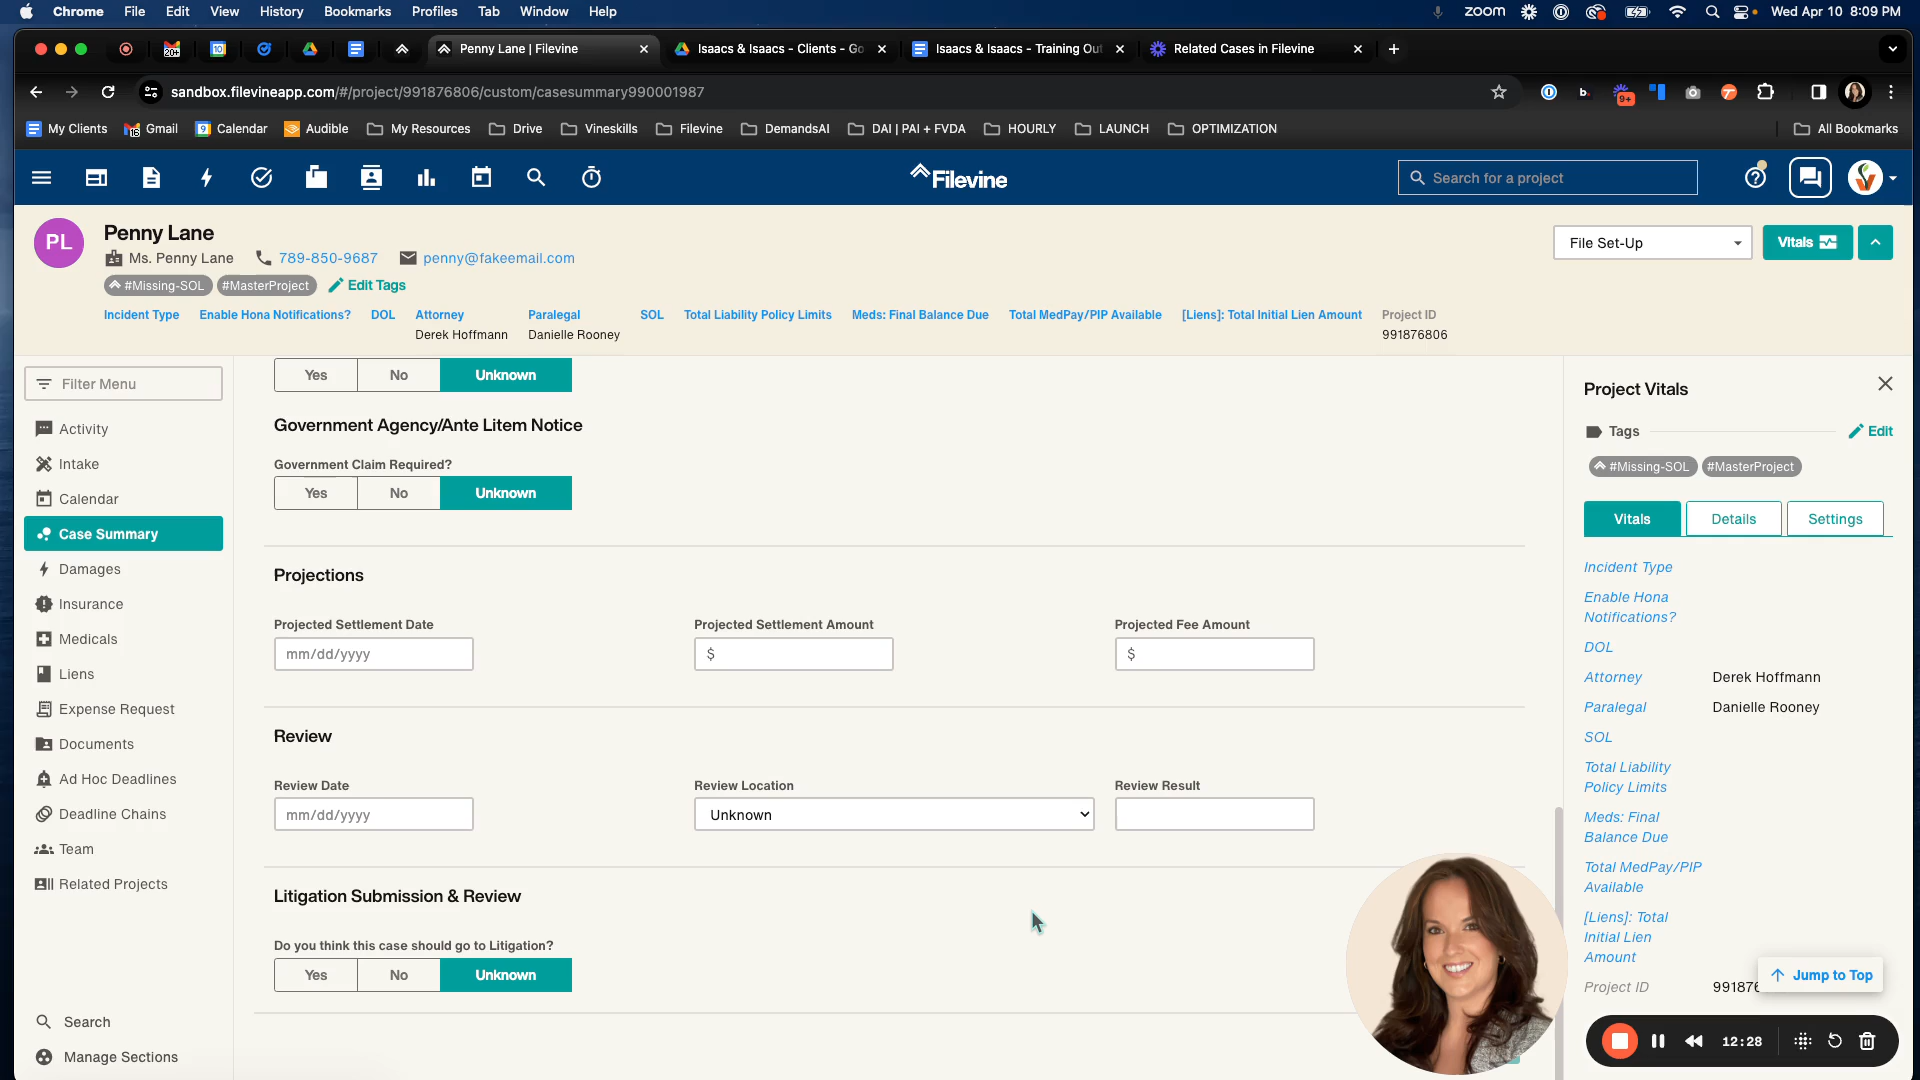 Chrome File Edit View History Bookmarks Profiles Tab Window Help zoom Wed Apr 10 8:09 PM
20+ 10 Penny Lane | Filevine Isaacs & Isaacs - Clients - Go Isaacs & Isaacs - Training Out Related Cases in Filevine
sandbox.filevineapp.com/#/project/991876806/custom/casesummary990001987 b. 9+
My Clients 16 Gmail 9 Calendar Audible My Resources Drive Vineskills Filevine DemandsAI DAI | PAI + FVDA HOURLY LAUNCH OPTIMIZATION All Bookmarks
Filevine Search for a project
PL Penny Lane
Ms. Penny Lane 789-850-9687 penny@fakeemail.com
File Set-Up Vitals
#Missing-SOL #MasterProject Edit Tags
Incident Type Enable Hona Notifications? DOL Attorney Paralegal SOL Total Liability Policy Limits Meds: Final Balance Due Total MedPay/PIP Available [Liens]: Total Initial Lien Amount Project ID
Derek Hoffmann Danielle Rooney 991876806
Filter Menu
Activity
Intake
Calendar
Case Summary
Damages
Insurance
Medicals
Liens
Expense Request
Documents
Ad Hoc Deadlines
Deadline Chains
Team
Related Projects
Search
Manage Sections
Yes No Unknown
Government Agency/Ante Litem Notice
Government Claim Required?
Yes No Unknown
Projections
Projected Settlement Date Projected Settlement Amount Projected Fee Amount
mm/dd/yyyy $ $
Review
Review Date Review Location Review Result
mm/dd/yyyy Unknown
Litigation Submission & Review
Do you think this case should go to Litigation?
Yes No Unknown
Project Vitals
Tags Edit
#Missing-SOL #MasterProject
Vitals Details Settings
Incident Type
Enable Hona
Notifications?
DOL
Attorney Derek Hoffmann
Paralegal Danielle Rooney
SOL
Total Liability
Policy Limits
Meds: Final
Balance Due
Total MedPay/PIP
Available
[Liens]: Total
Initial Lien
Amount
Jump to Top
Project ID 991876
12:28